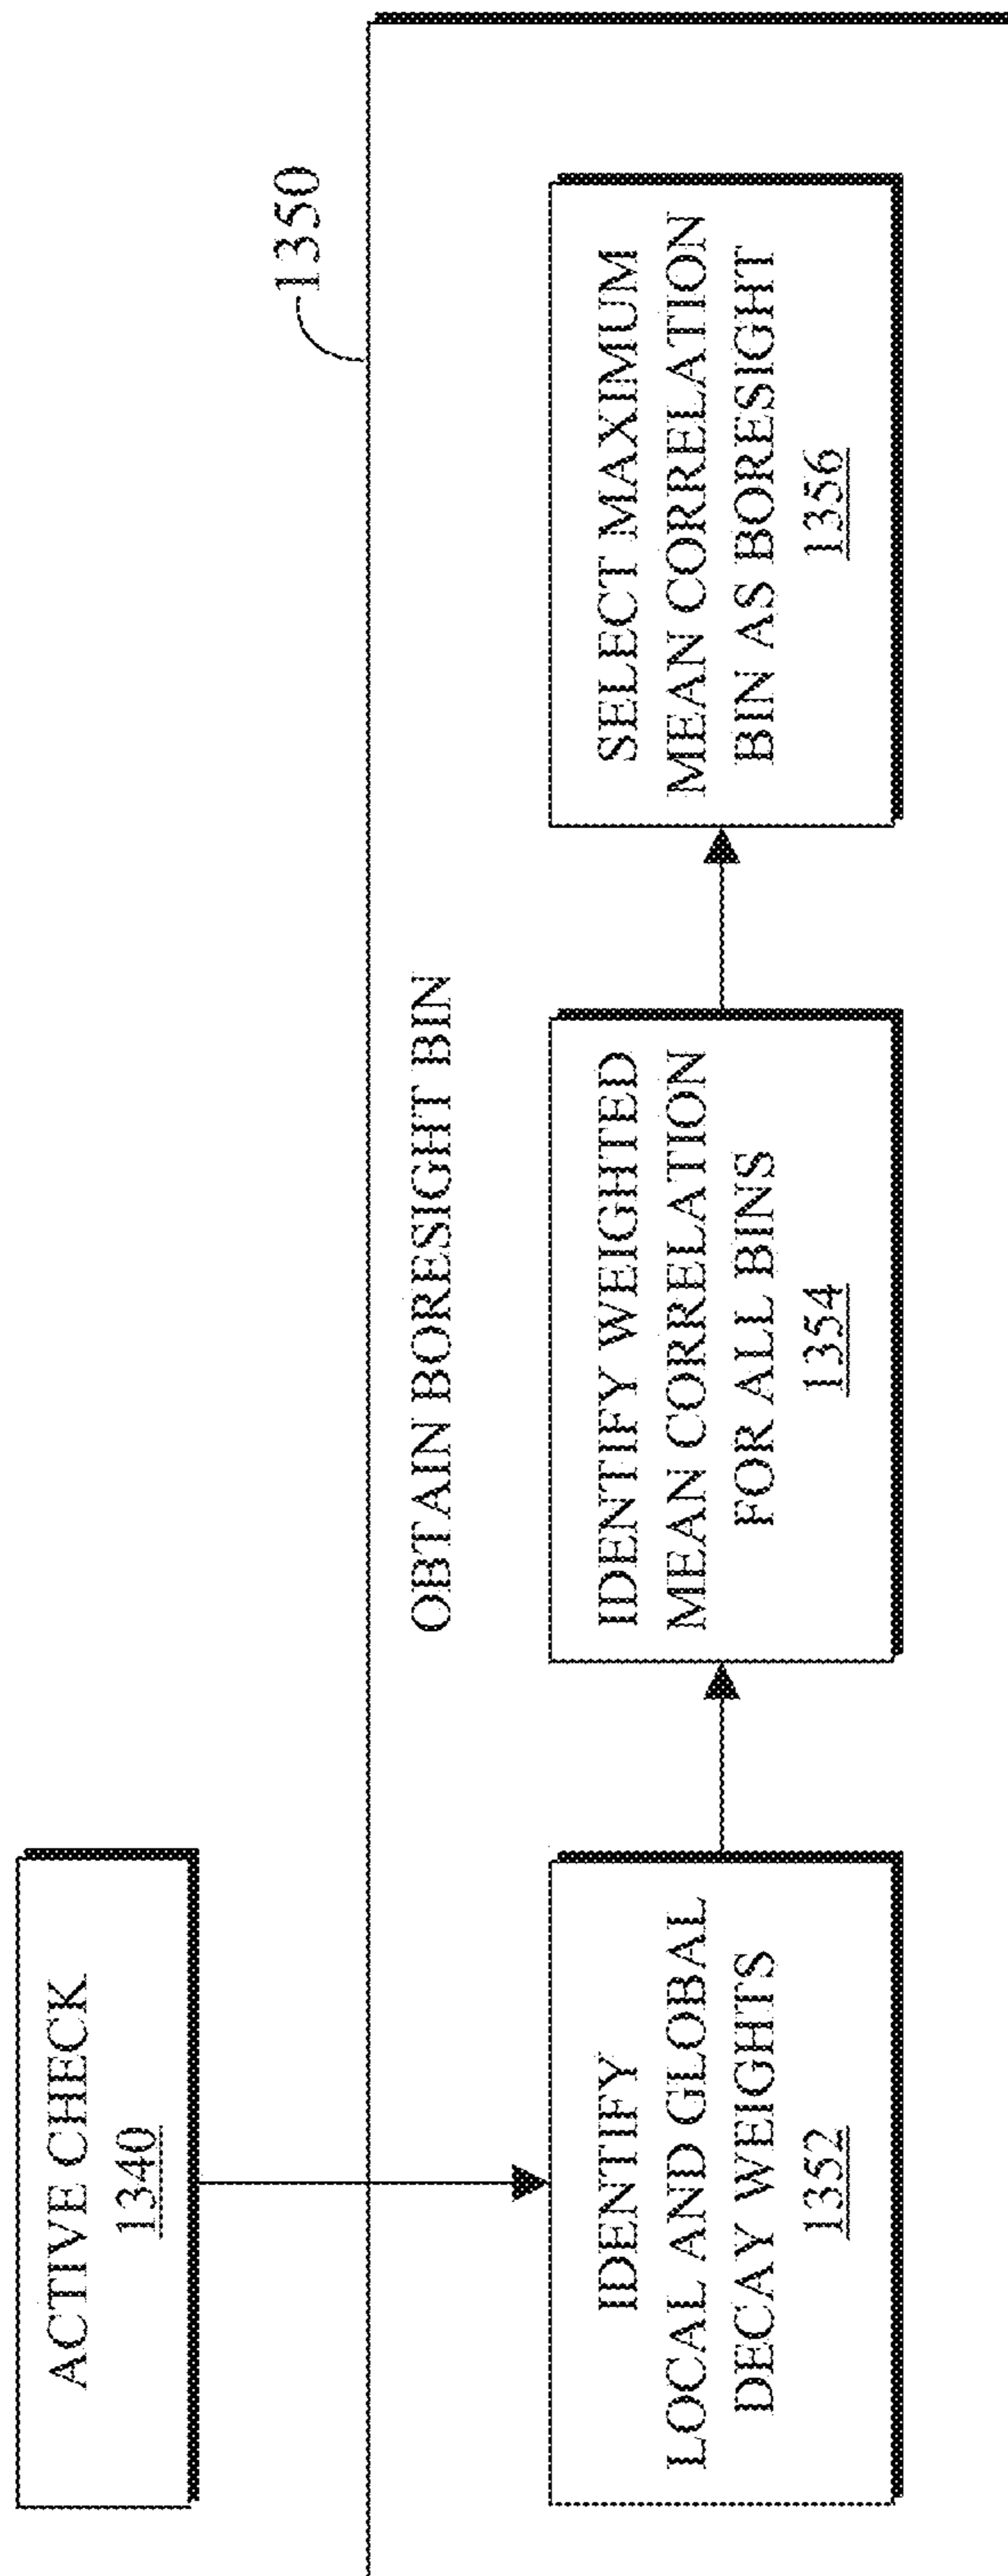 ACTIVE CHECK
1340
1350
OBTAIN BORESIGHT BIN
IDENTIFY
LOCAL AND GLOBAL
DECAY WEIGHTS
1352
IDENTIFY WEIGHTED
MEAN CORRELATION
FOR ALL BINS
1354
SELECT MAXIMUM
MEAN CORRELATION
BIN AS BORESIGHT
1356